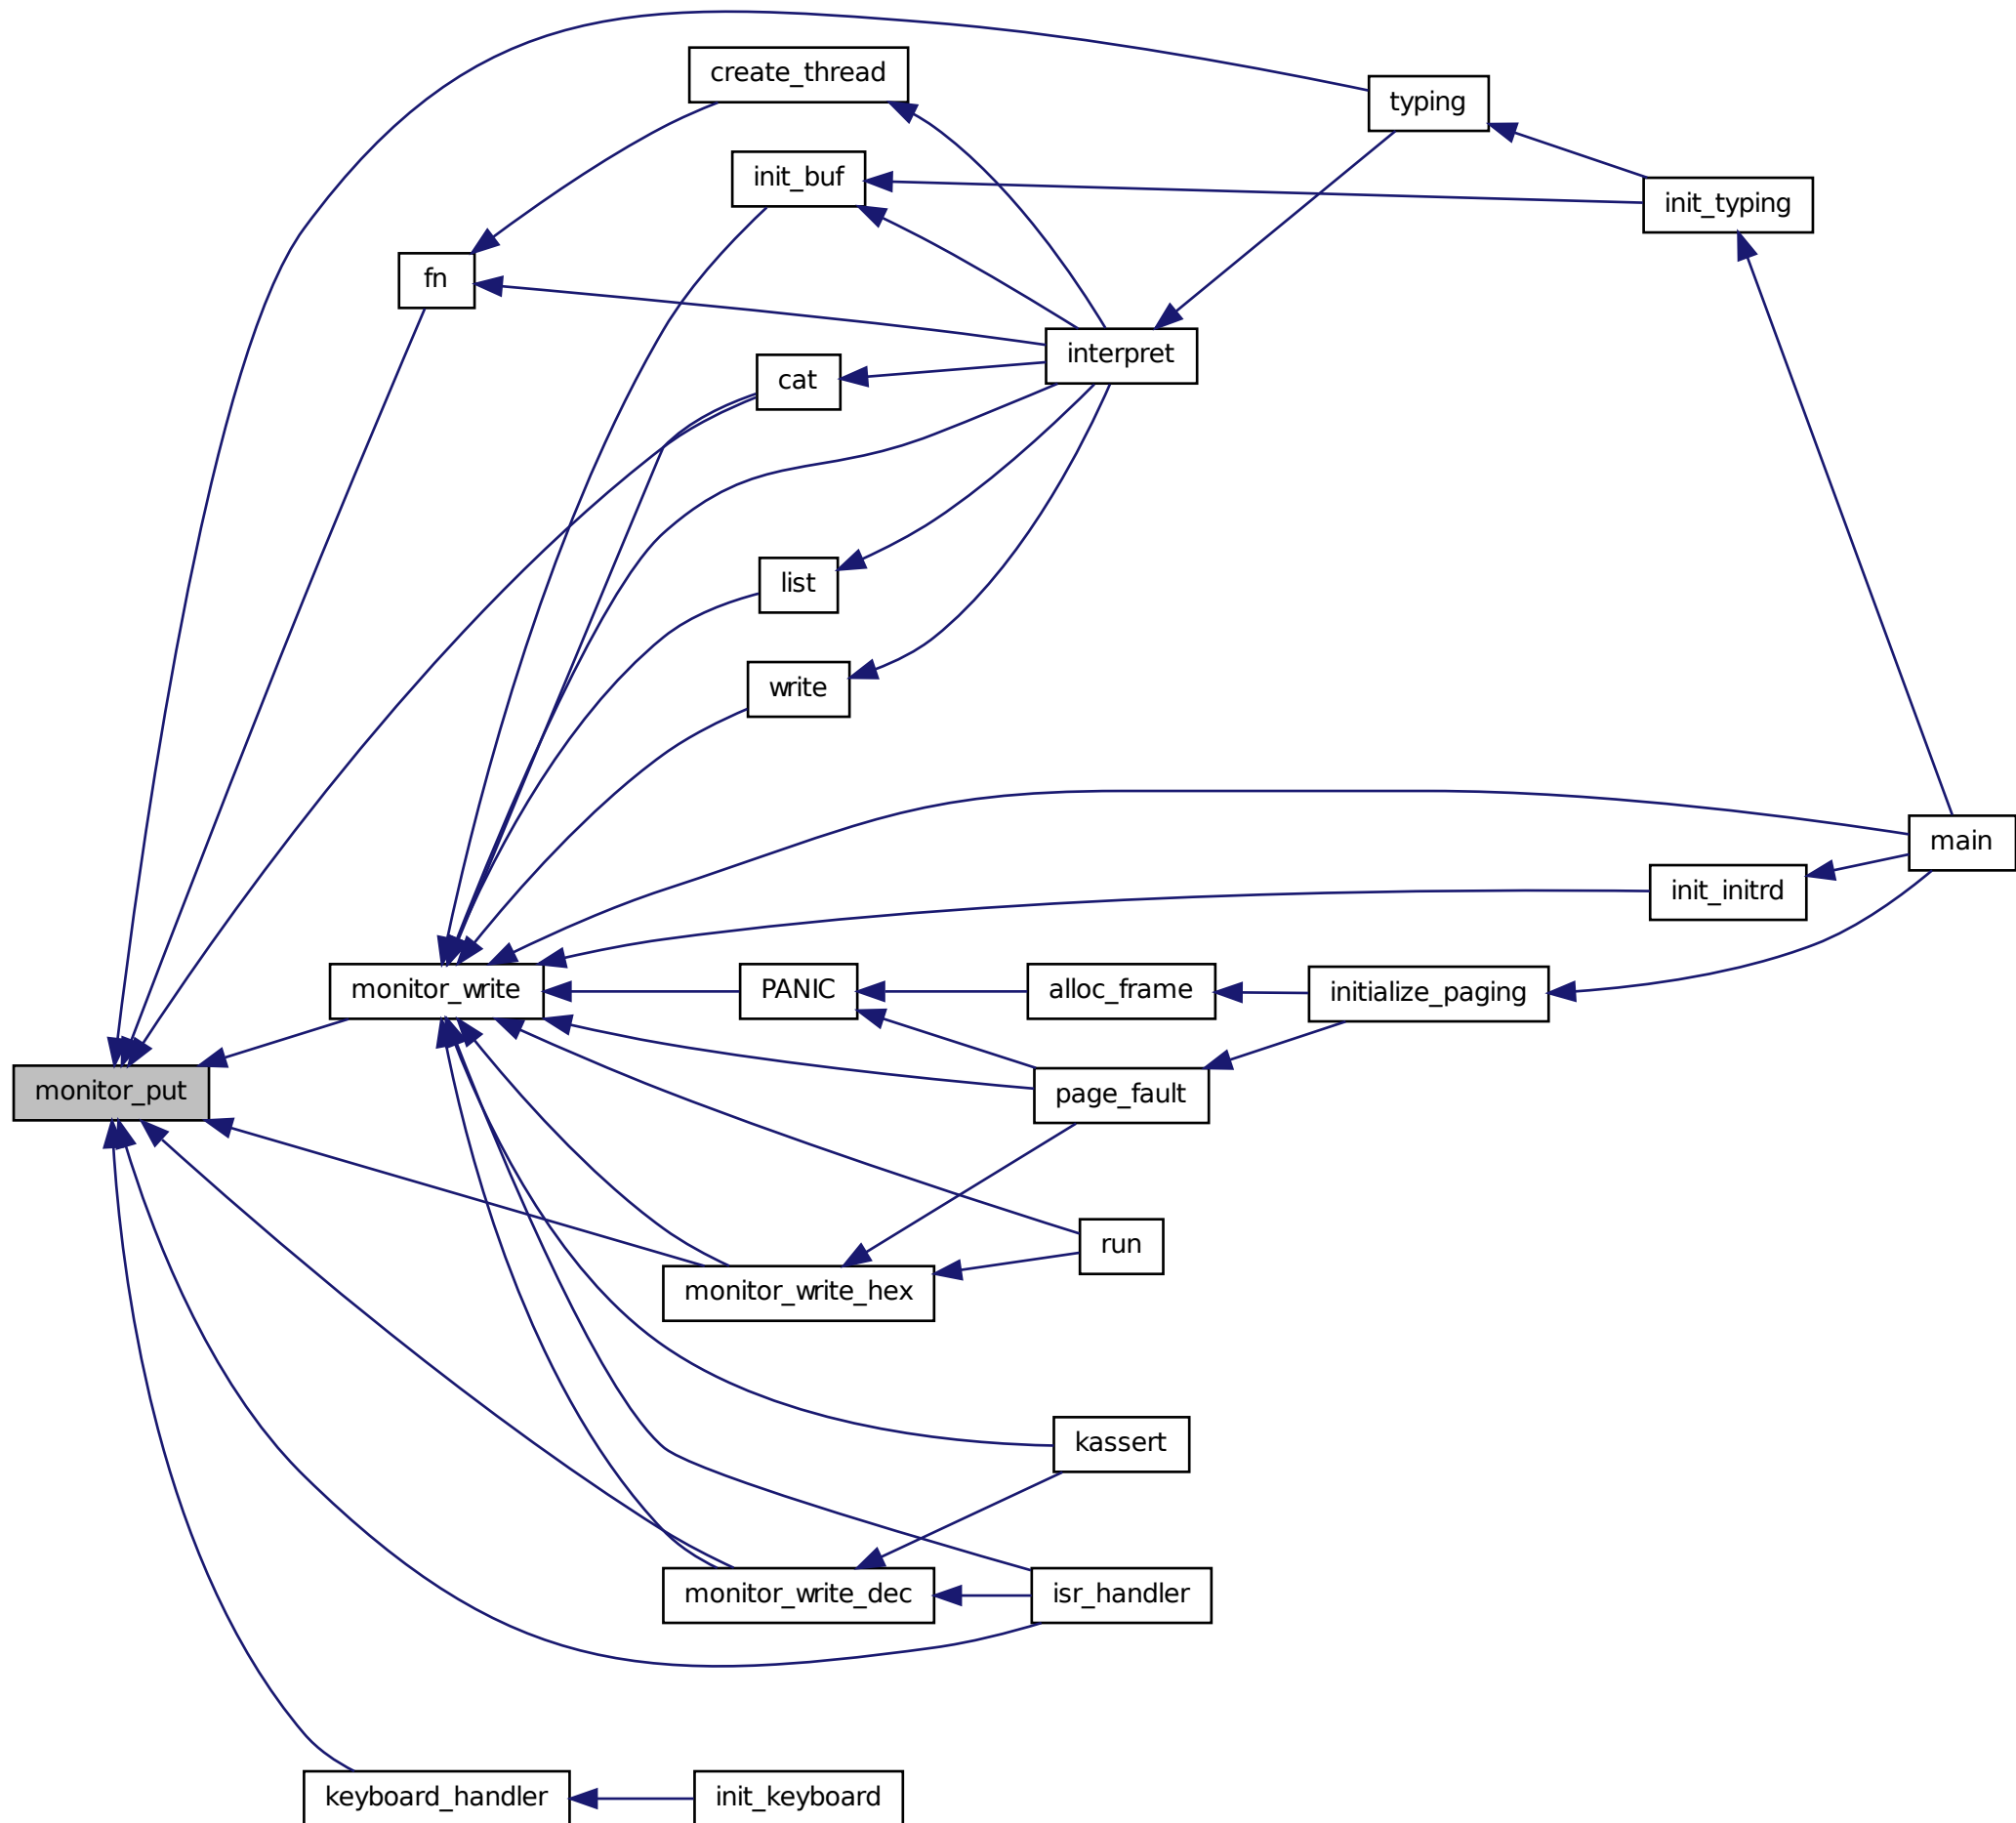 create_thread
typing
init_buf
init_typing
fn
interpret
cat
list
write
main
init_initrd
monitor_write
PANIC
alloc_frame
initialize_paging
monitor_put
page_fault
run
monitor_write_hex
kassert
monitor_write_dec
isr_handler
keyboard_handler
init_keyboard